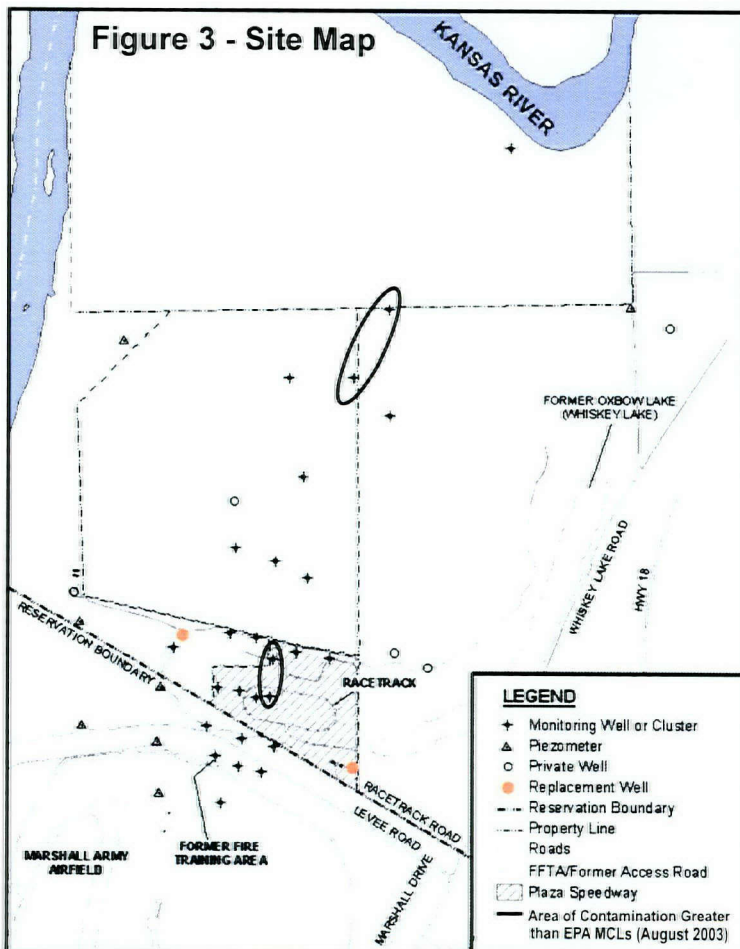 Figure 3 - Site Map
KANSAS RIVER
FORMER OXBOW LAKE
(WHISKEY LAKE)
WHISKEY LAKE ROAD
HWY 18
RESERVATION BOUNDARY
RACETRACK
RACETRACK ROAD
LEVEE ROAD
MARSHALL DRIVE
FORMER FIRE
TRAINING AREA
MARSHALL ARMY
AIRFIELD
LEGEND
Monitoring Well or Cluster
Piezometer
Private Well
Replacement Well
Reservation Boundary
Property Line
Roads
FFTA/Former Access Road
Plaza Speedway
Area of Contamination Greater
than EPA MCLs (August 2003)